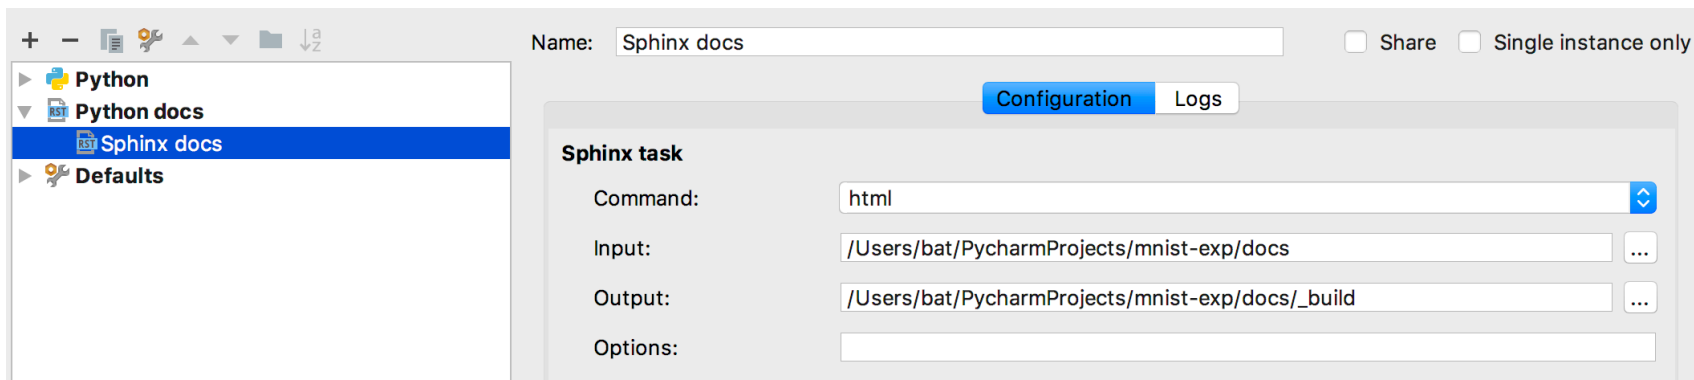 Name: Sphinx docs Share Single instance only
Python
Python docs
Sphinx docs
Defaults
Configuration Logs
Sphinx task
Command: html
Input: /Users/bat/PycharmProjects/mnist-exp/docs ...
Output: /Users/bat/PycharmProjects/mnist-exp/docs/_build ...
Options: